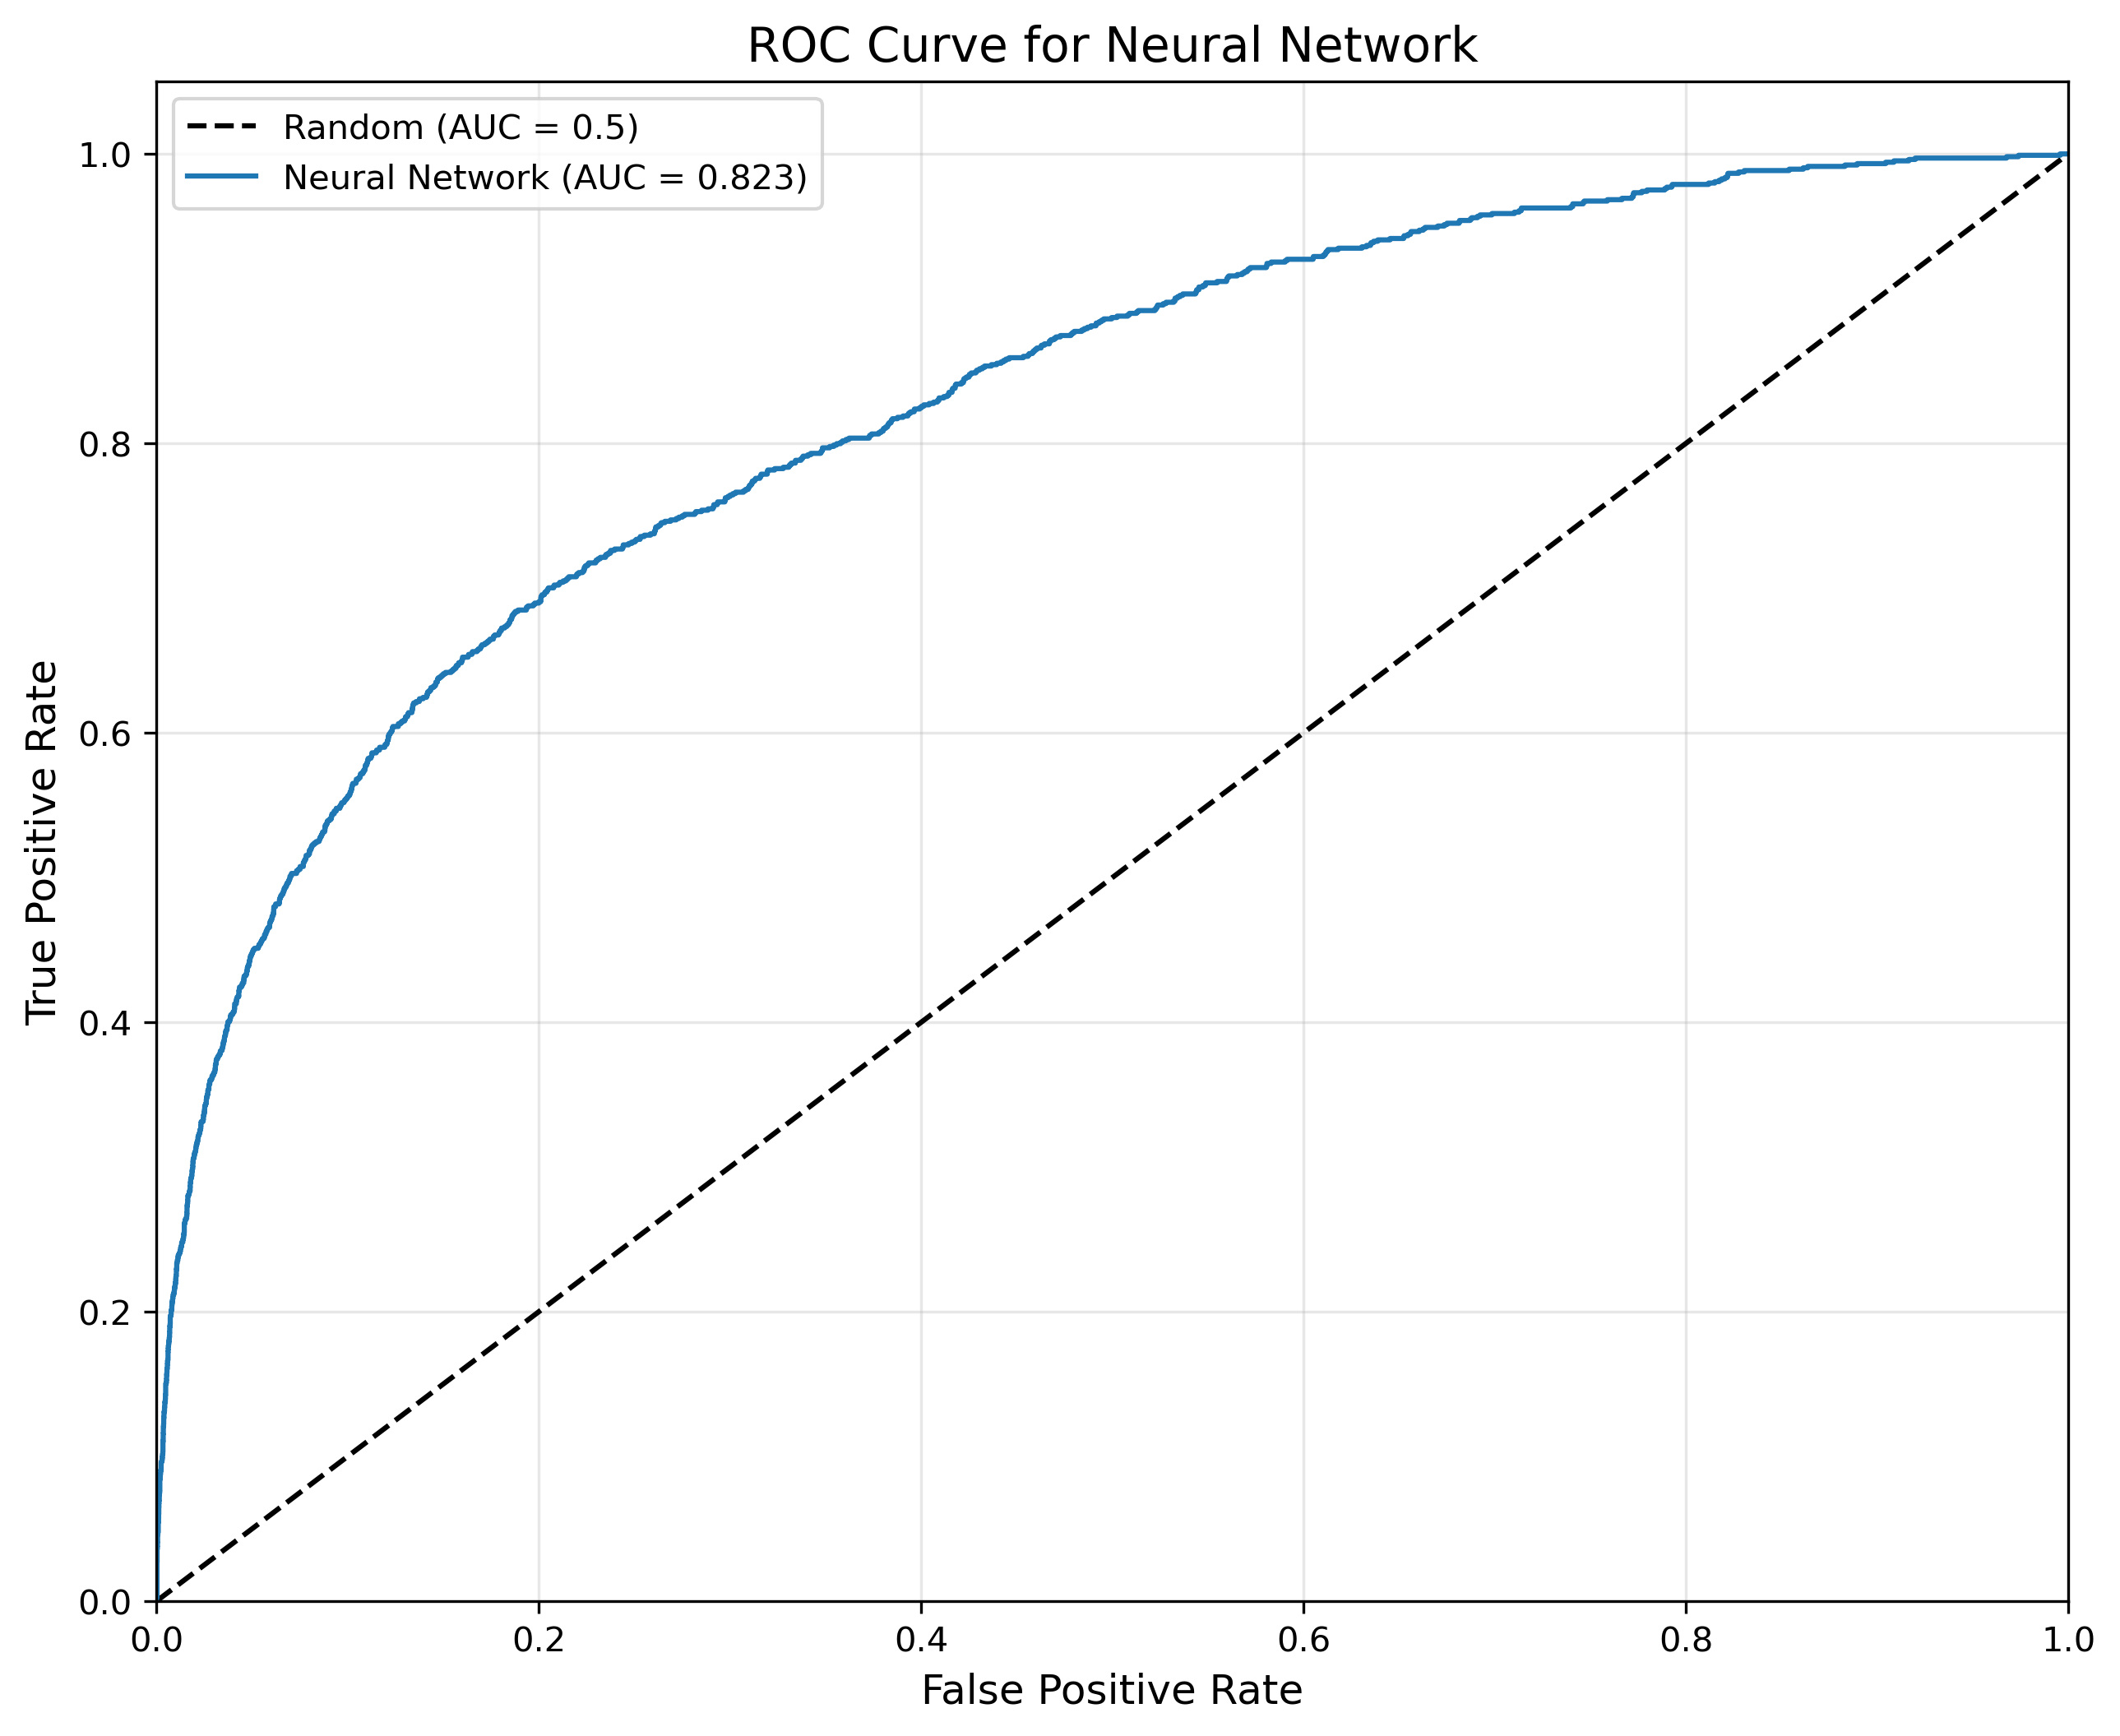 ROC Curve for Neural Network
Random (AUC = 0.5)
Neural Network (AUC = 0.823)
1.0
0.8
0.6
0.4
0.2
0.0
True Positive Rate
0.0 0.2 0.4 0.6 0.8 1.0
False Positive Rate